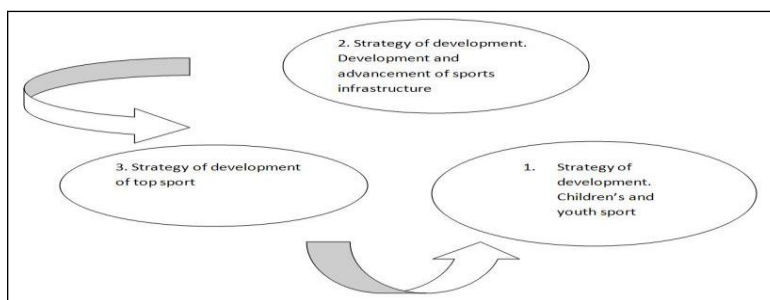 2. Strategy of development.
Development and
advancement of sports
infrastructure
3. Strategy of development
of top sport
1. Strategy of
development.
Children's and
youth sport